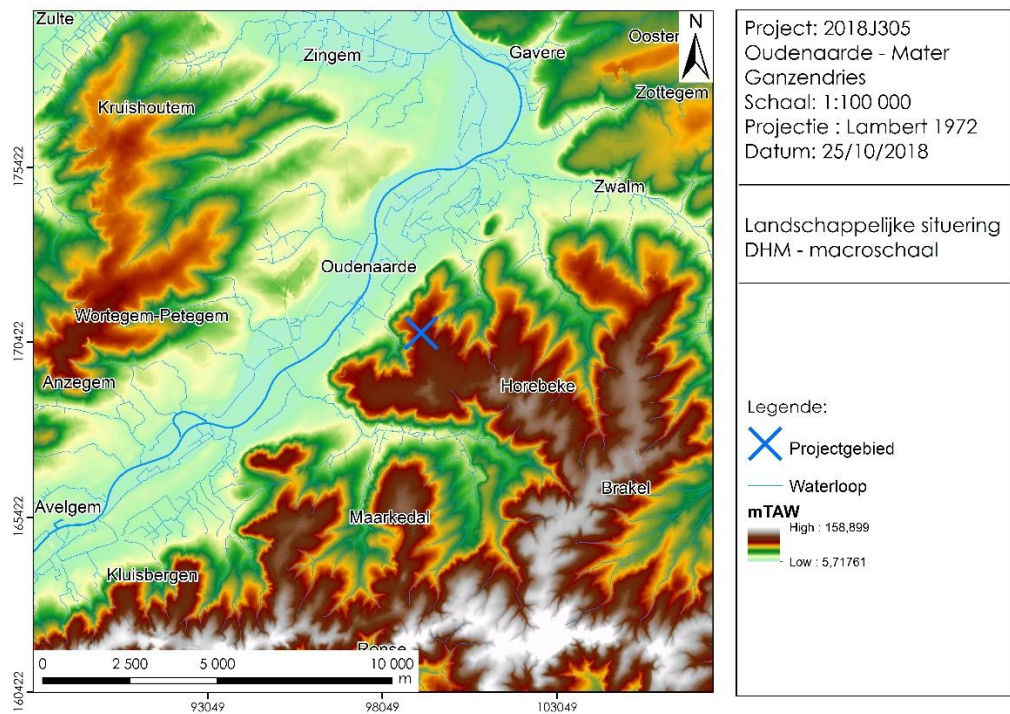 Zulte
Zingem
Gavere
Ooster
N
Kruishoutem
Zottegem
175422
Zwalm
Oudenaarde
Wortegem-Petegem
170422
Anzegem
Horebeke
Avelgem
Brakel
165422
Maarkedal
Kluisbergen
Ronse
0 2 500 5 000 10 000
m
160422
93049 98049 103049
Project: 2018J305
Oudenaarde - Mater
Ganzendries
Schaal: 1:100 000
Projectie : Lambert 1972
Datum: 25/10/2018
Landschappelijke situering
DHM - macroschaal
Legende:
Projectgebied
Waterloop
mTAW
High : 158,899
Low : 5,71761